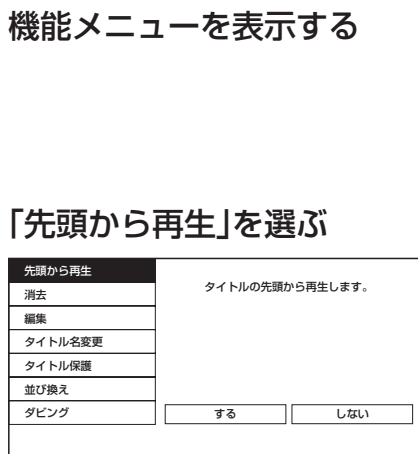 機能メニューを表示する
「先頭から再生」を選ぶ
先頭から再生
消去
編集
タイトル名変更
タイトル保護
並び換え
ダビング
タイトルの先頭から再生します。
する
しない